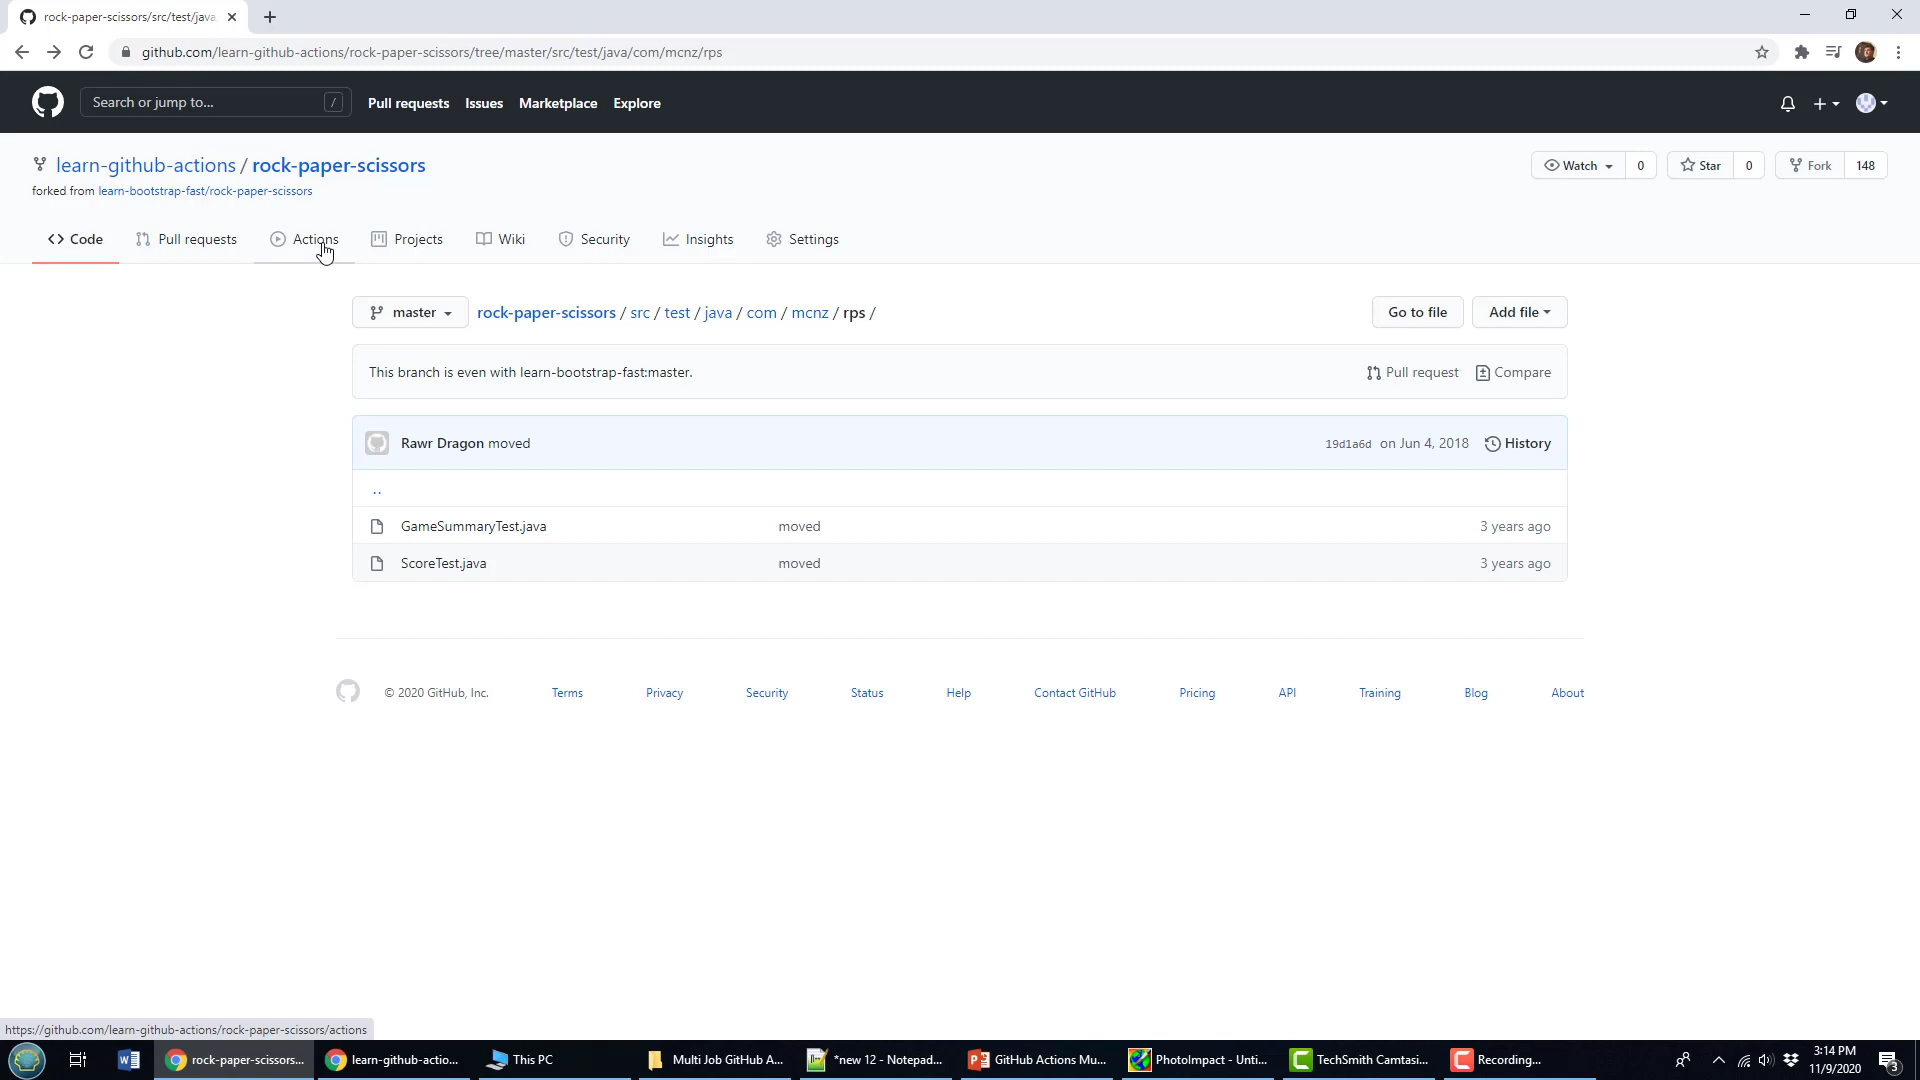 rock-paper-scissors/src/test/java
github.com/learn-github-actions/rock-paper-scissors/tree/master/src/test/java/com/mcnz/rps
Search or jump to... / Pull requests Issues Marketplace Explore
learn-github-actions / rock-paper-scissors Watch 0 Star 0 Fork 148
forked from learn-bootstrap-fast/rock-paper-scissors
Code Pull requests Actions Projects Wiki Security Insights Settings
master rock-paper-scissors / src / test / java / com / mcnz / rps / Go to file Add file
This branch is even with learn-bootstrap-fast:master. Pull request Compare
Rawr Dragon moved 19d1a6d on Jun 4, 2018 History
..
GameSummaryTest.java moved 3 years ago
ScoreTest.java moved 3 years ago
© 2020 GitHub, Inc. Terms Privacy Security Status Help Contact GitHub Pricing API Training Blog About
https://github.com/learn-github-actions/rock-paper-scissors/actions
rock-paper-scissors... learn-github-actio... This PC Multi Job GitHub A... *new 12 - Notepad... GitHub Actions Mu... PhotoImpact - Unti... TechSmith Camtasi... Recording... 3:14 PM
11/9/2020 3